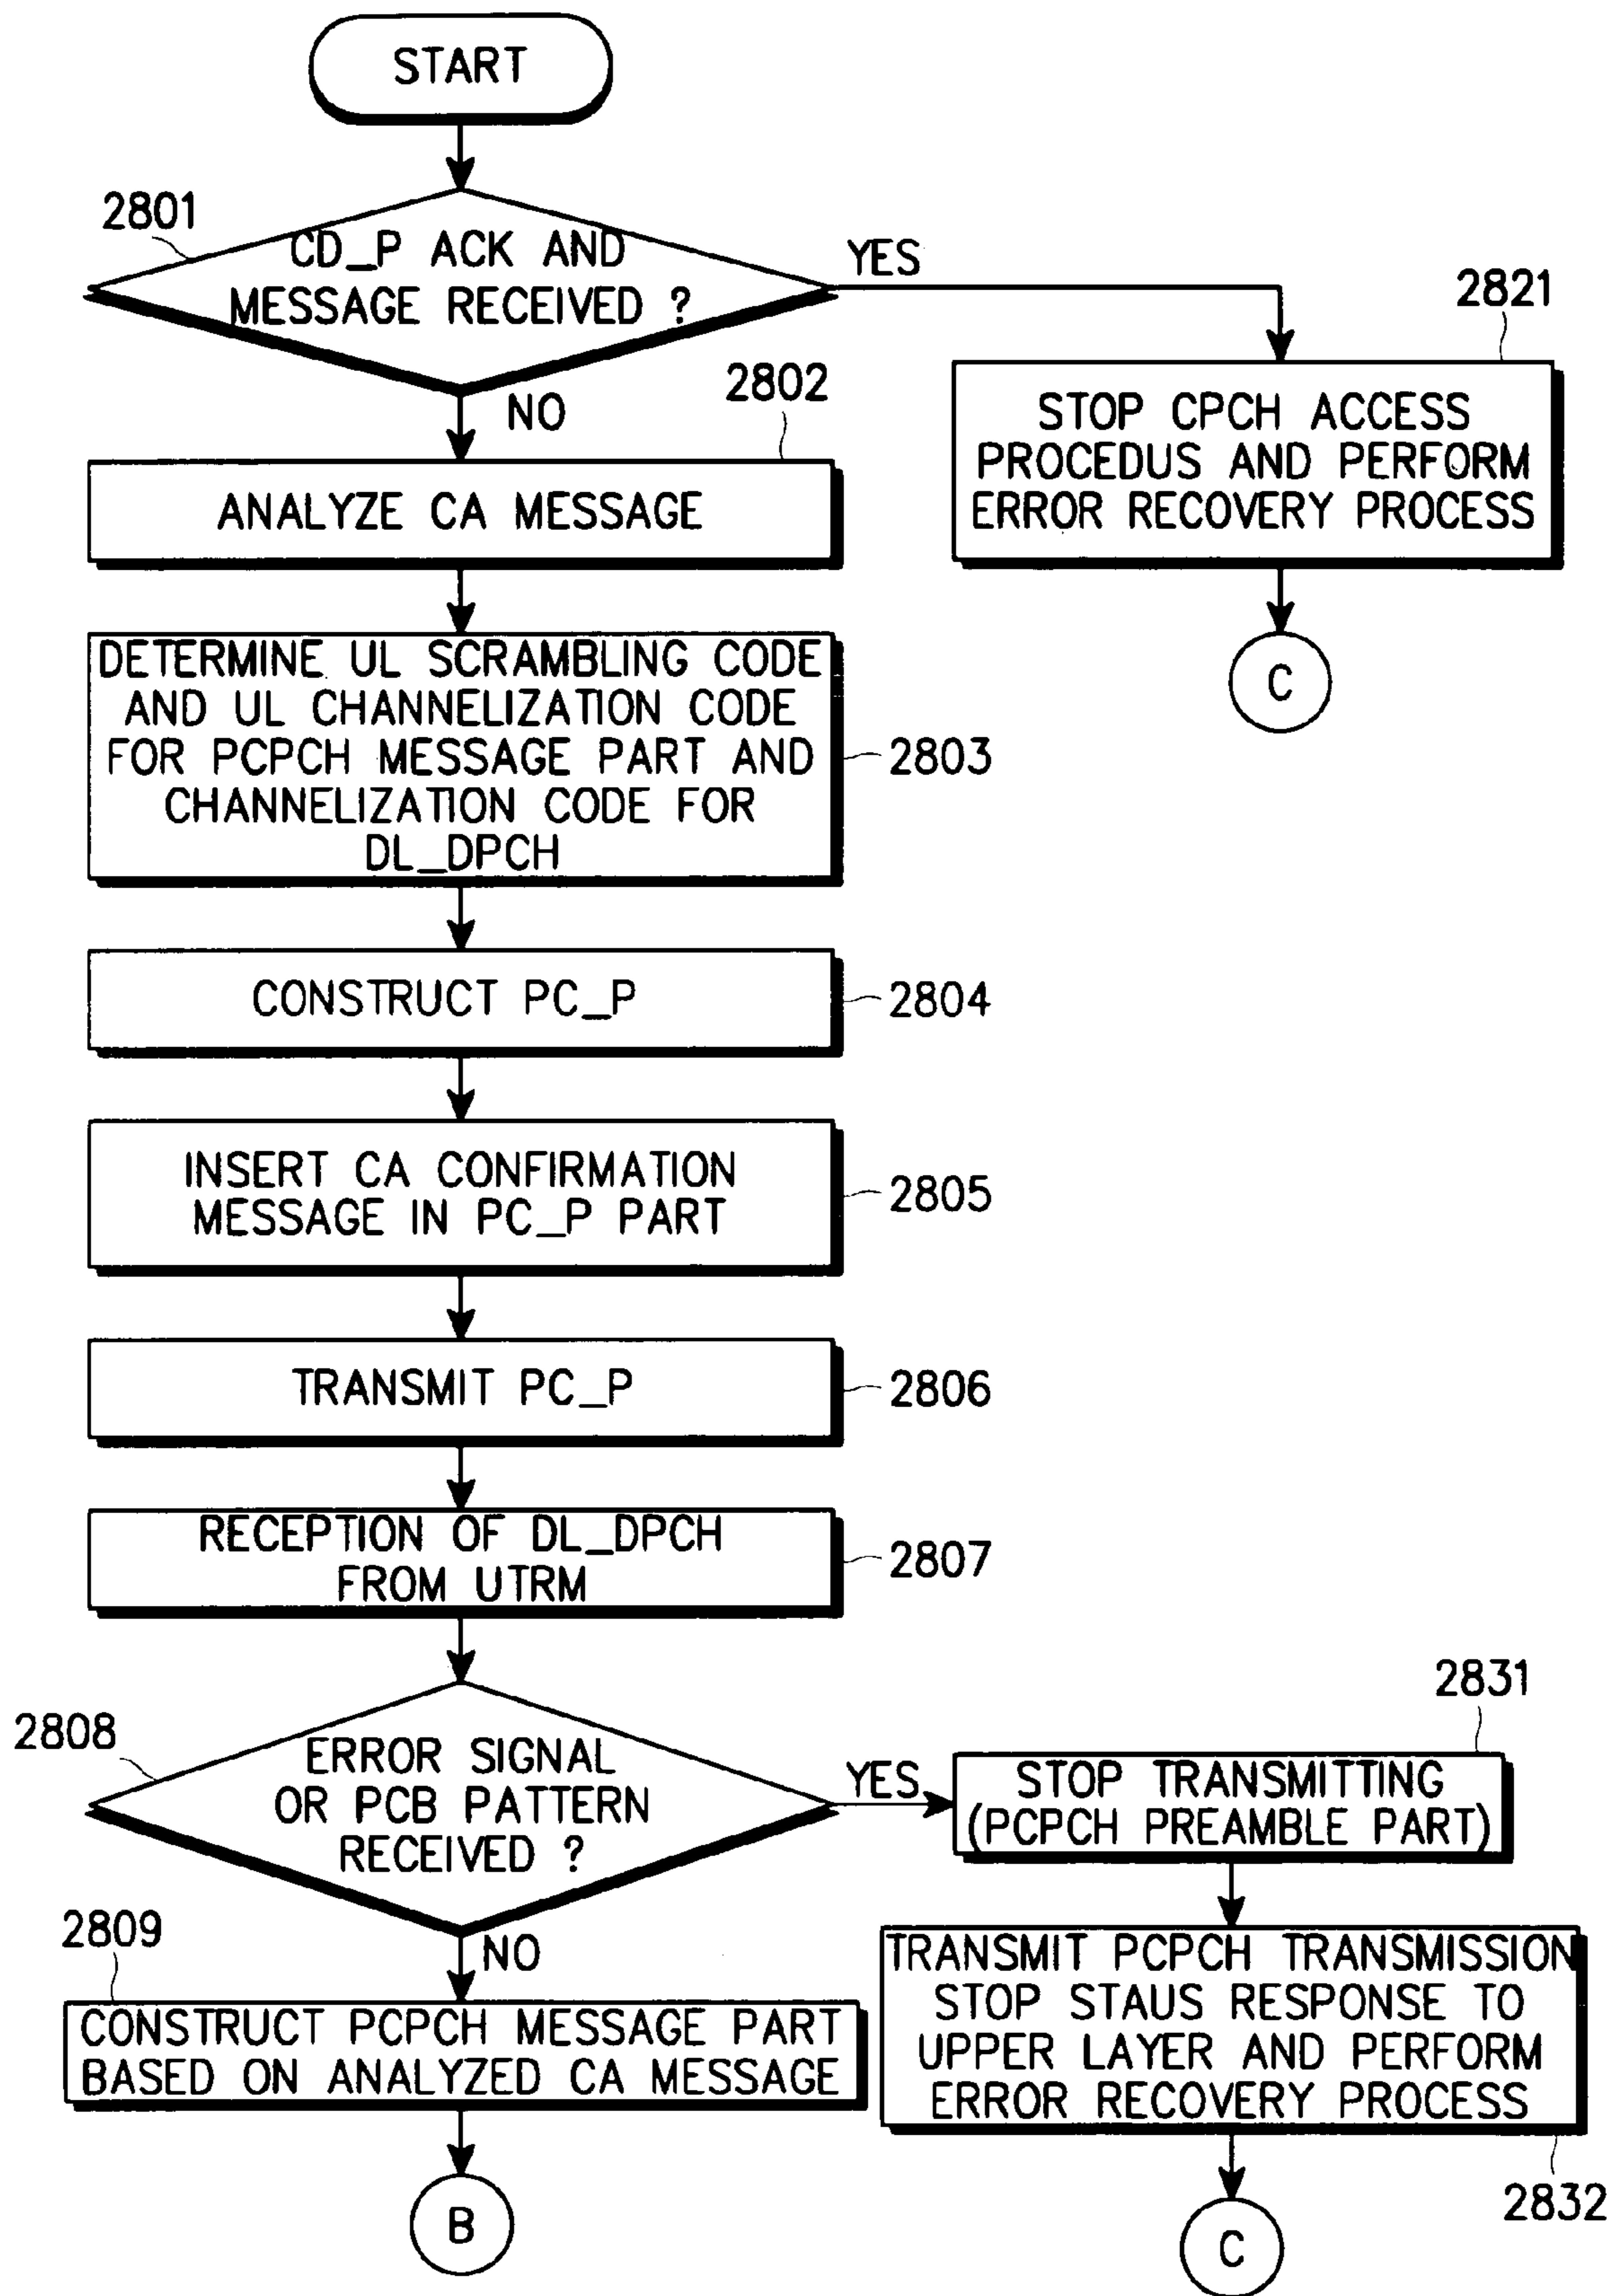 START
2801
CD_P ACK AND
MESSAGE RECEIVED ?
YES
2821
STOP CPCH ACCESS
PROCEDUS AND PERFORM
ERROR RECOVERY PROCESS
C
NO
2802
ANALYZE CA MESSAGE
DETERMINE UL SCRAMBLING CODE
AND UL CHANNELIZATION CODE
FOR PCPCH MESSAGE PART AND
CHANNELIZATION CODE FOR
DL_DPCH
2803
CONSTRUCT PC_P
2804
INSERT CA CONFIRMATION
MESSAGE IN PC_P PART
2805
TRANSMIT PC_P
2806
RECEPTION OF DL_DPCH
FROM UTRM
2807
2808
ERROR SIGNAL
OR PCB PATTERN
RECEIVED ?
YES
2831
STOP TRANSMITTING
(PCPCH PREAMBLE PART)
TRANSMIT PCPCH TRANSMISSION
STOP STAUS RESPONSE TO
UPPER LAYER AND PERFORM
ERROR RECOVERY PROCESS
2832
C
NO
2809
CONSTRUCT PCPCH MESSAGE PART
BASED ON ANALYZED CA MESSAGE
B